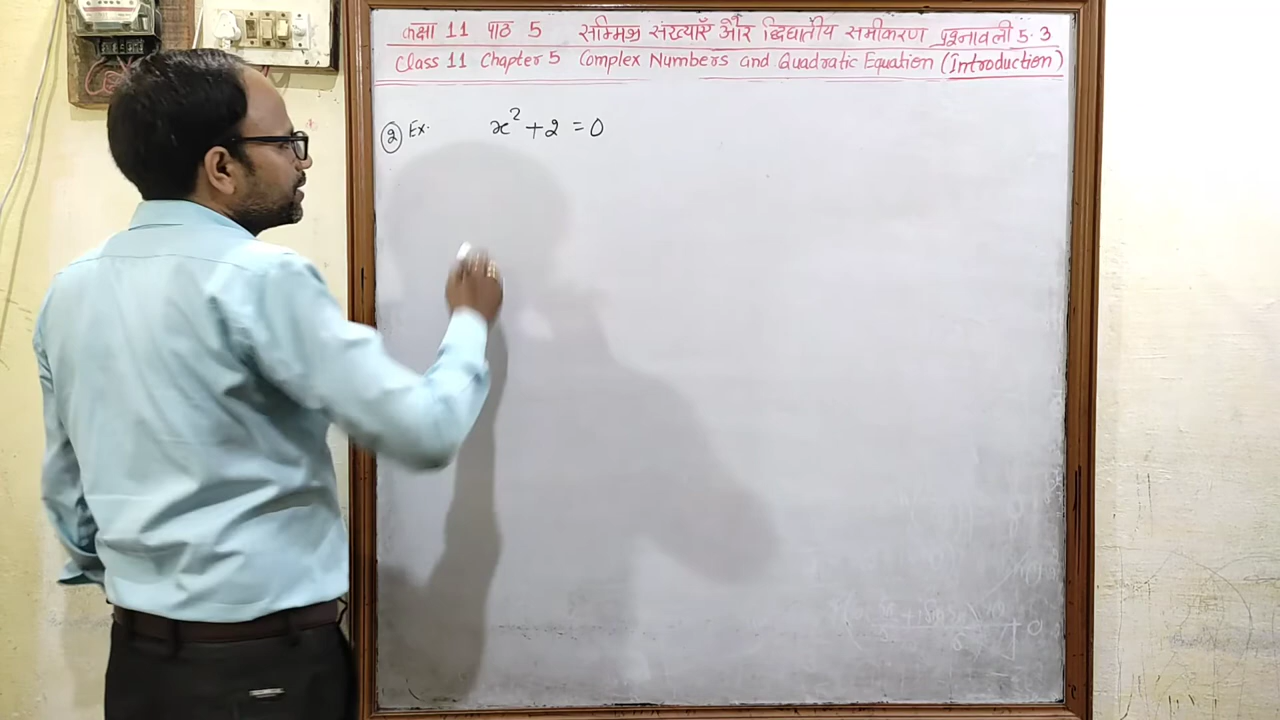 कक्षा 11 पाठ 5 सम्मिश्र संख्याएँ और द्विघातीय समीकरण प्रश्नावली 5.3
Class 11 Chapter 5 Complex Numbers and Quadratic Equation (Introduction)
② Ex. x² + 2 = 0